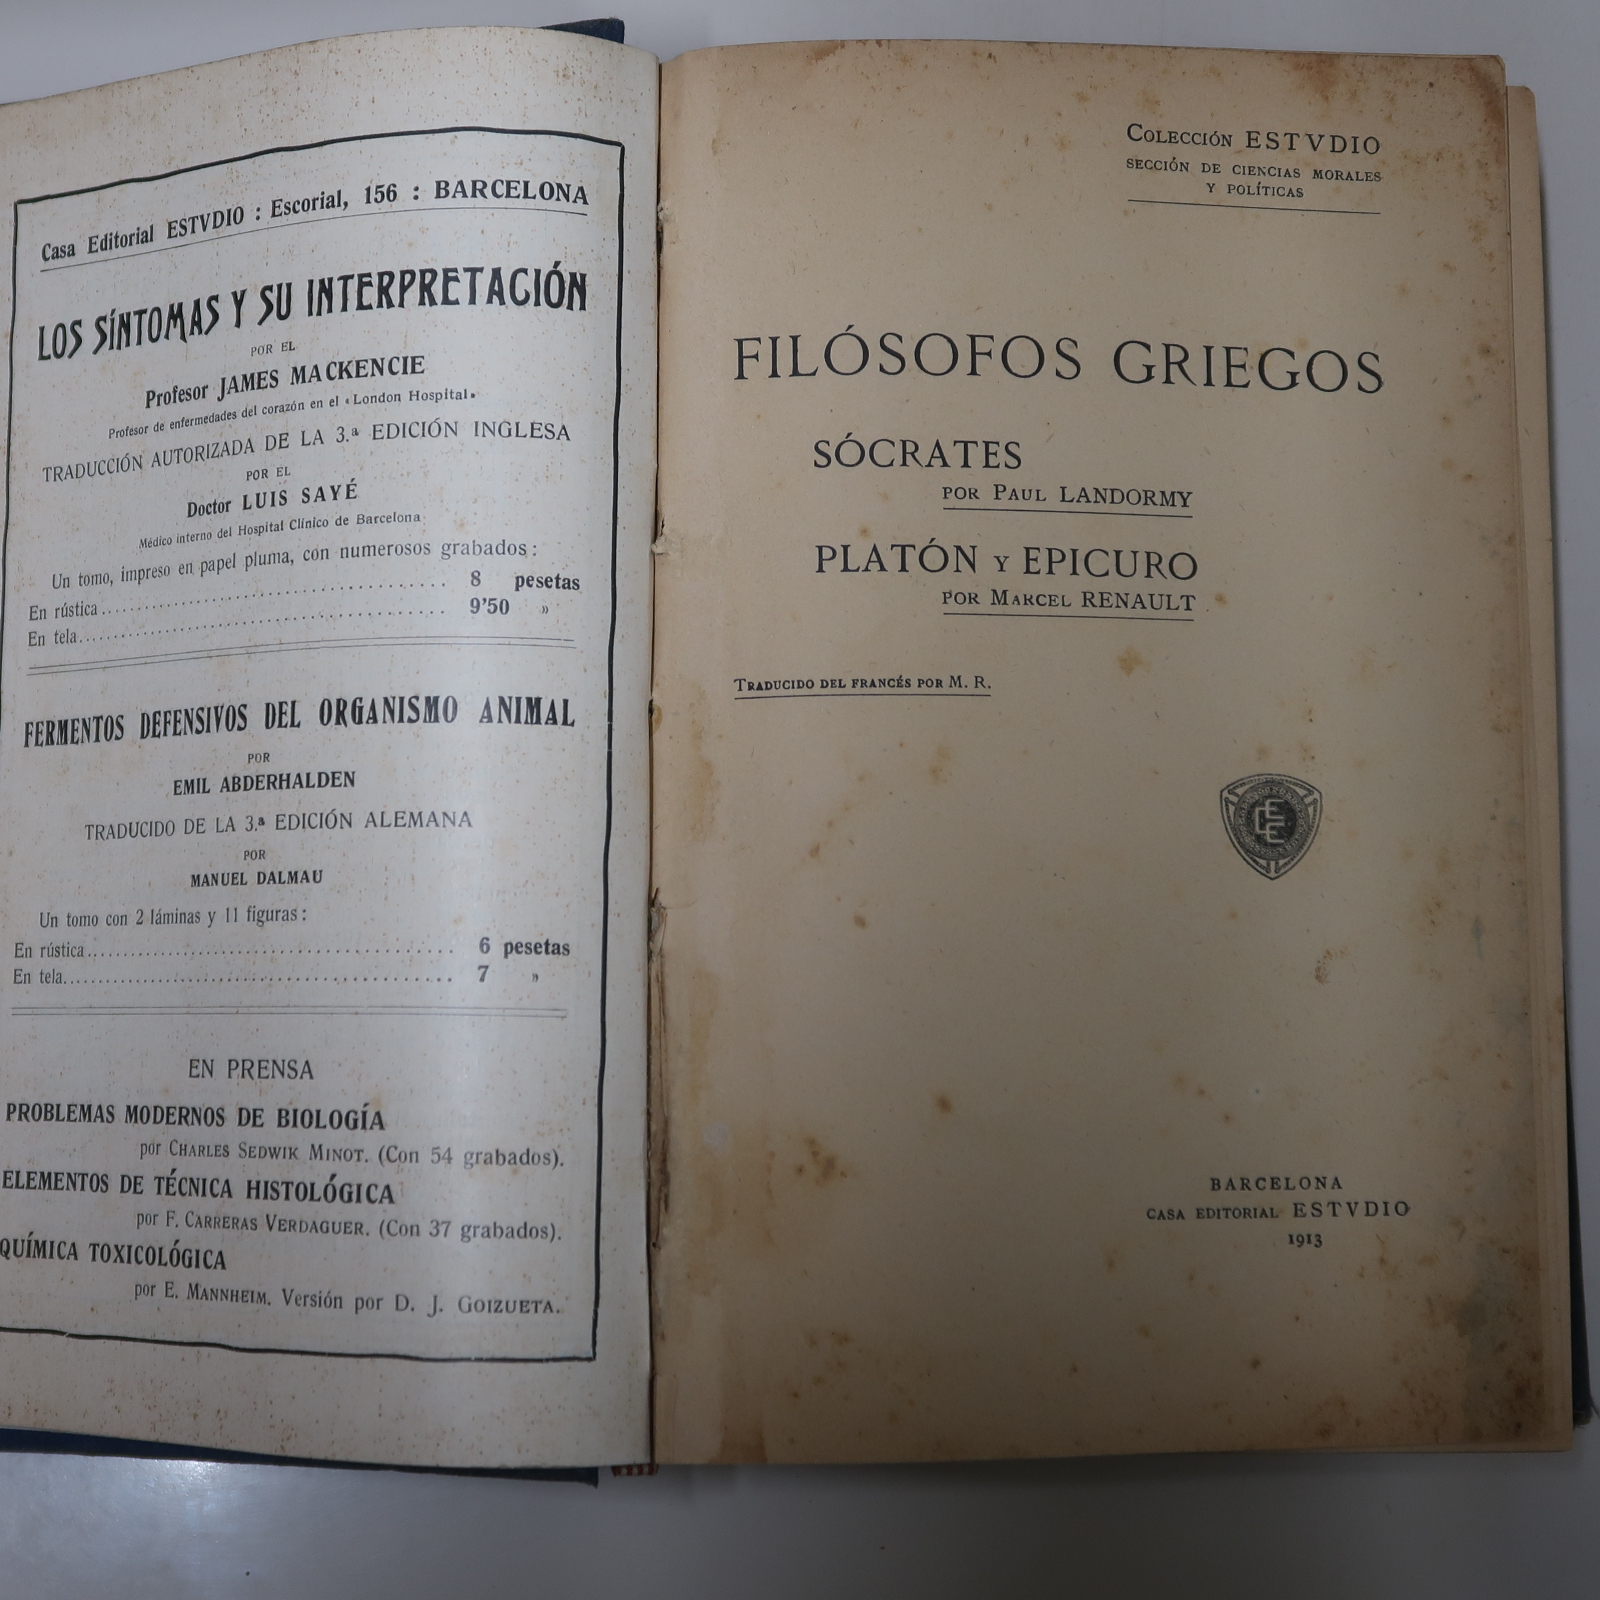 Casa Editorial ESTVDIO : Escorial, 156 : BARCELONA
LOS SÍNTOMAS Y SU INTERPRETACIÓN
POR EL
Profesor JAMES MACKENCIE
Profesor de enfermedades del corazón en el «London Hospital».
TRADUCCIÓN AUTORIZADA DE LA 3.ª EDICIÓN INGLESA
POR EL
Doctor LUIS SAYÉ
Médico interno del Hospital Clínico de Barcelona
Un tomo, impreso en papel pluma, con numerosos grabados:
En rústica........................................ 8 pesetas
En tela........................................ 9'50 »
FERMENTOS DEFENSIVOS DEL ORGANISMO ANIMAL
POR
EMIL ABDERHALDEN
TRADUCIDO DE LA 3.ª EDICIÓN ALEMANA
POR
MANUEL DALMAU
Un tomo con 2 láminas y 11 figuras:
En rústica........................................ 6 pesetas
En tela........................................ 7 »
EN PRENSA
PROBLEMAS MODERNOS DE BIOLOGÍA
por CHARLES SEDWIK MINOT. (Con 54 grabados).
ELEMENTOS DE TÉCNICA HISTOLÓGICA
por F. CARRERAS VERDAGUER. (Con 37 grabados).
QUÍMICA TOXICOLÓGICA
por E. MANNHEIM. Versión por D. J. GOIZUETA.
COLECCIÓN ESTVDIO
SECCIÓN DE CIENCIAS MORALES
Y POLÍTICAS
FILÓSOFOS GRIEGOS
SÓCRATES
POR PAUL LANDORMY
PLATÓN Y EPICURO
POR MARCEL RENAULT
TRADUCIDO DEL FRANCÉS POR M. R.
CEE
BARCELONA
CASA EDITORIAL ESTVDIO
1913